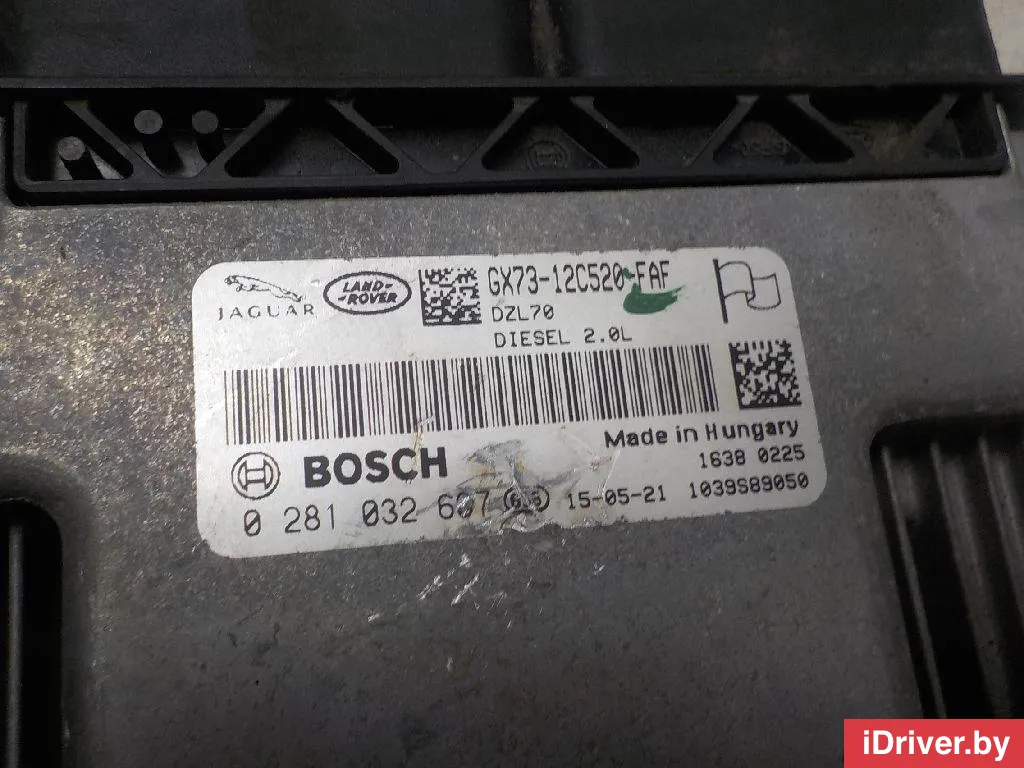 JAGUAR
LAND-
-ROVER
GX73-12C520-FAF
DZL70
DIESEL 2.0L
Made in Hungary
1638 0225
BOSCH
0 281 032 15-05-21 1039S89050
iDriver.by